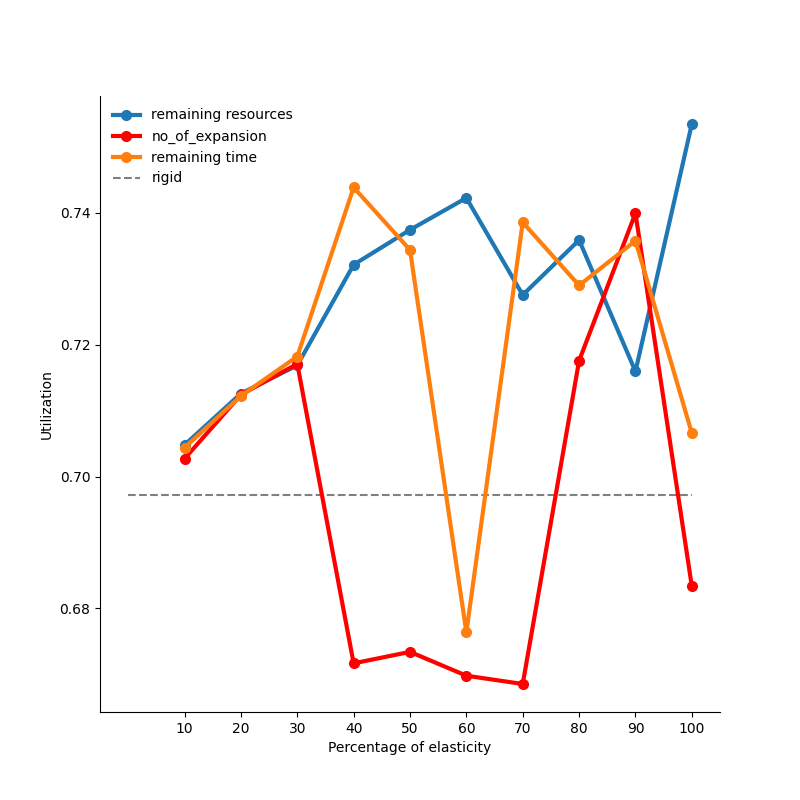 remaining resources
no_of_expansion
remaining time
rigid
0.74
0.72
0.70
0.68
Utilization
10 20 30 40 50 60 70 80 90 100
Percentage of elasticity